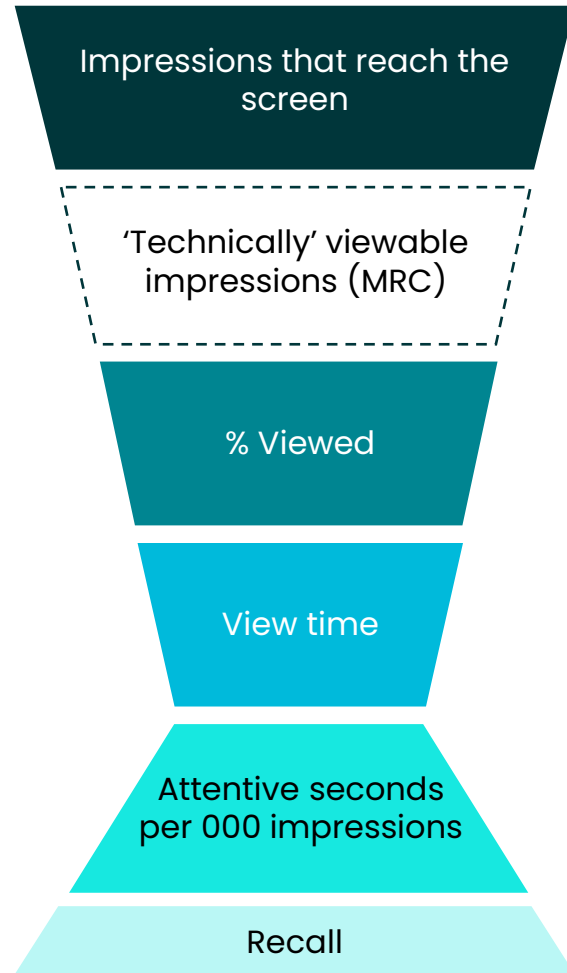 Impressions that reach the
screen
‘Technically’ viewable
impressions (MRC)
% Viewed
View time
Attentive seconds
per 000 impressions
Recall